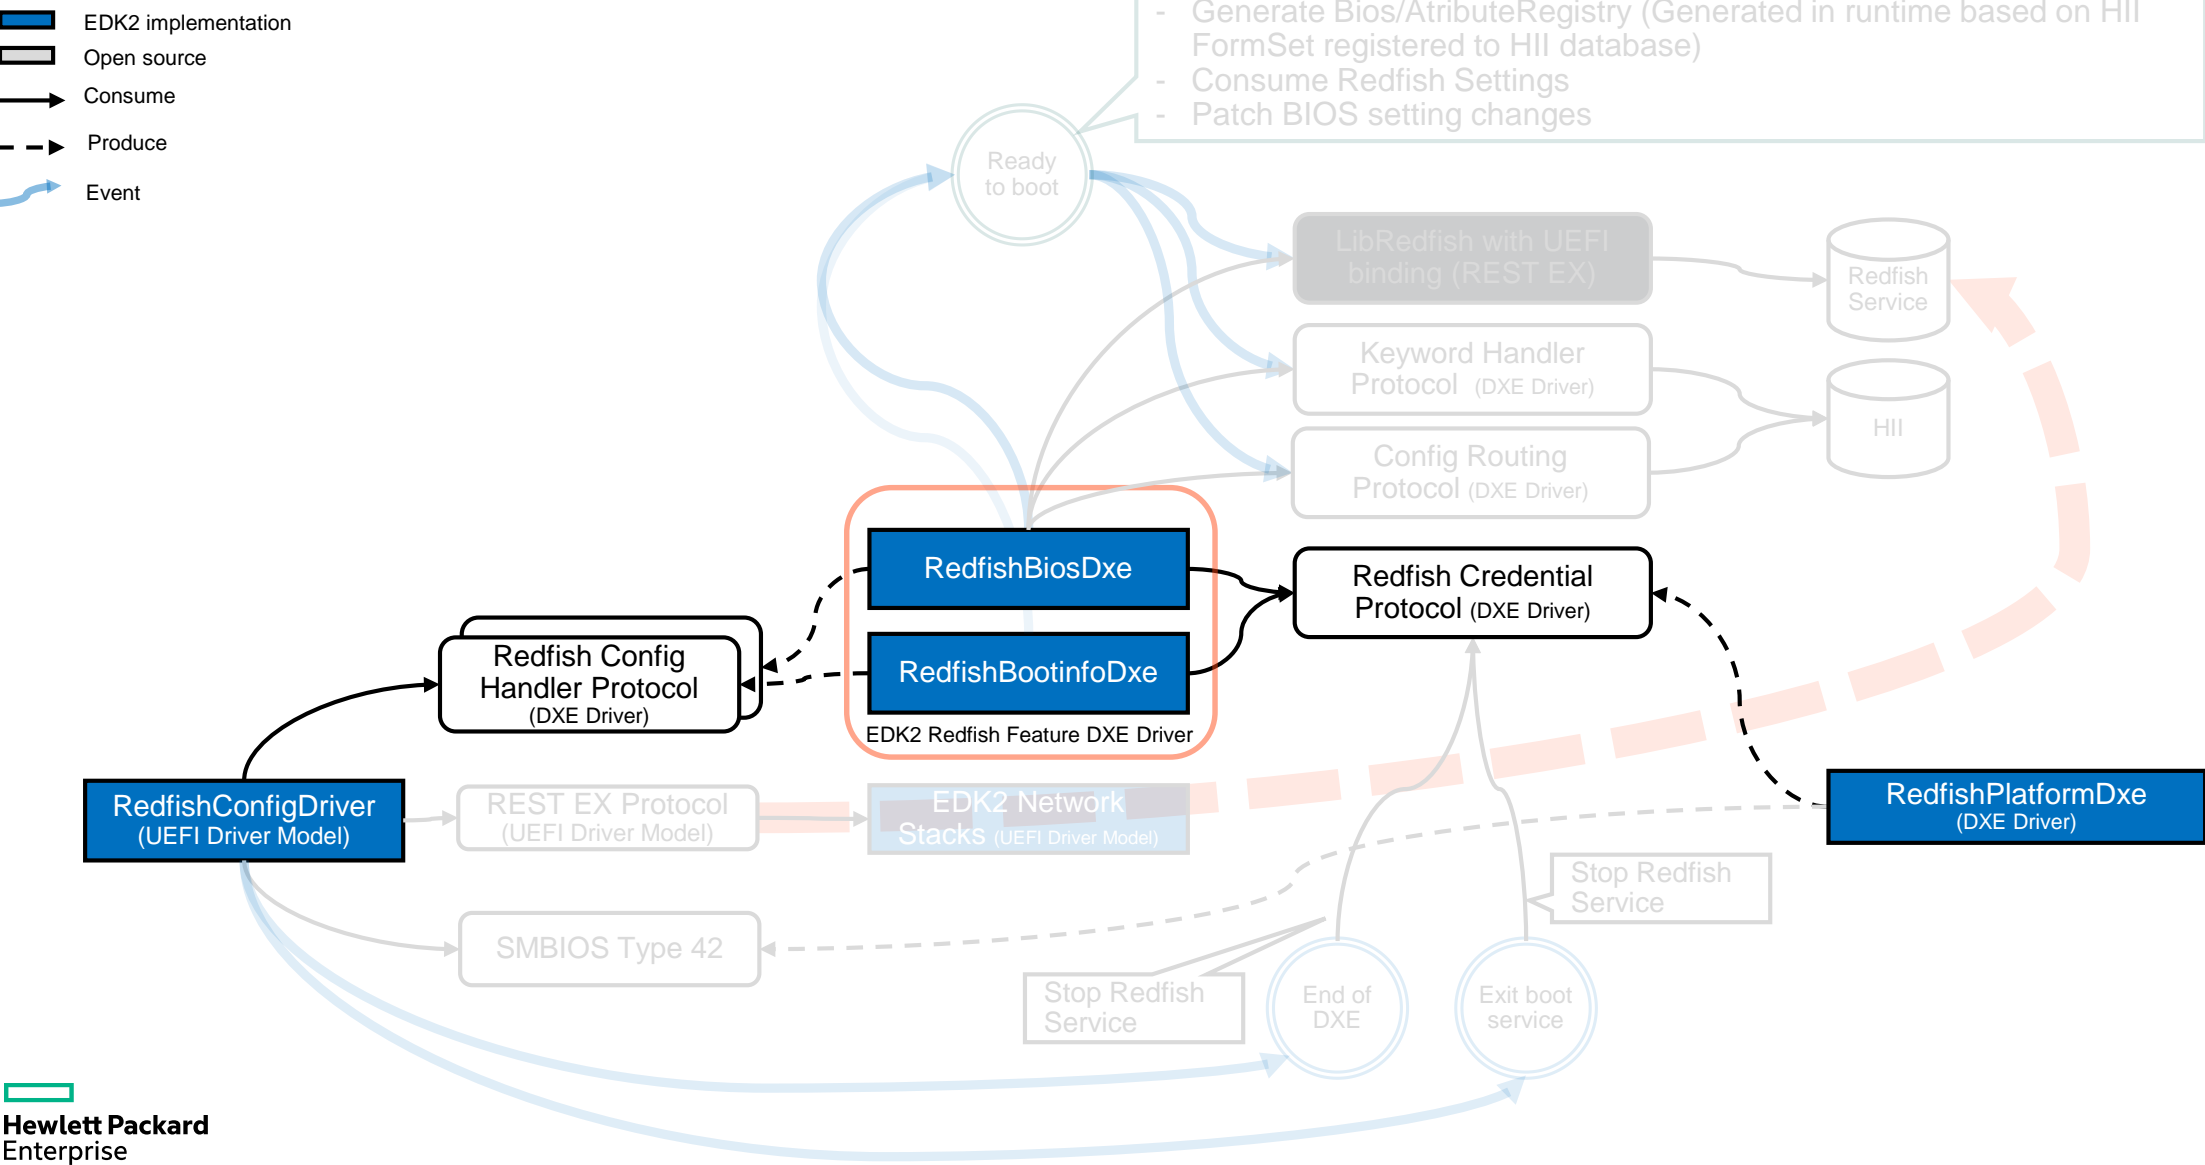 EDK2 implementation
Open source
Consume
Produce
Event
- Generate Bios/AtributeRegistry (Generated in runtime based on HII
FormSet registered to HII database)
- Consume Redfish Settings
- Patch BIOS setting changes
Ready
to boot
LibRedfish with UEFI
binding (REST EX)
Redfish
Service
Keyword Handler
Protocol (DXE Driver)
HII
Config Routing
Protocol (DXE Driver)
RedfishBiosDxe
Redfish Credential
Protocol (DXE Driver)
Redfish Config
Handler Protocol
(DXE Driver)
RedfishBootinfoDxe
EDK2 Redfish Feature DXE Driver
RedfishConfigDriver
(UEFI Driver Model)
REST EX Protocol
(UEFI Driver Model)
EDK2 Network
Stacks (UEFI Driver Model)
RedfishPlatformDxe
(DXE Driver)
Stop Redfish
Service
SMBIOS Type 42
Stop Redfish
Service
End of
DXE
Exit boot
service
Hewlett Packard
Enterprise